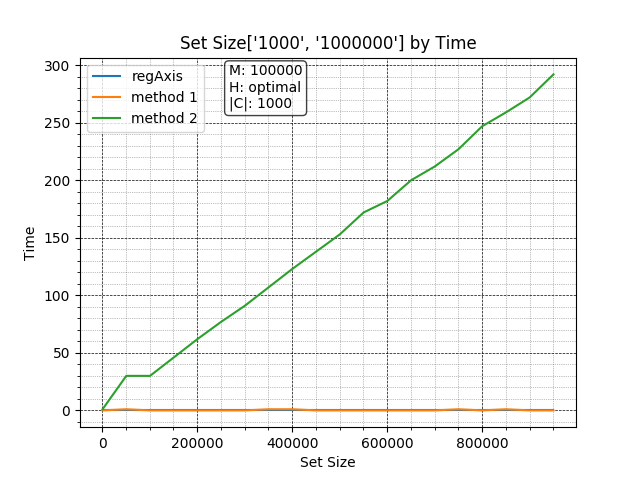 Set Size['1000', '1000000'] by Time
regAxis
method 1
method 2
M: 100000
H: optimal
|C|: 1000
300
250
200
150
100
50
0
Time
0 200000 400000 600000 800000
Set Size